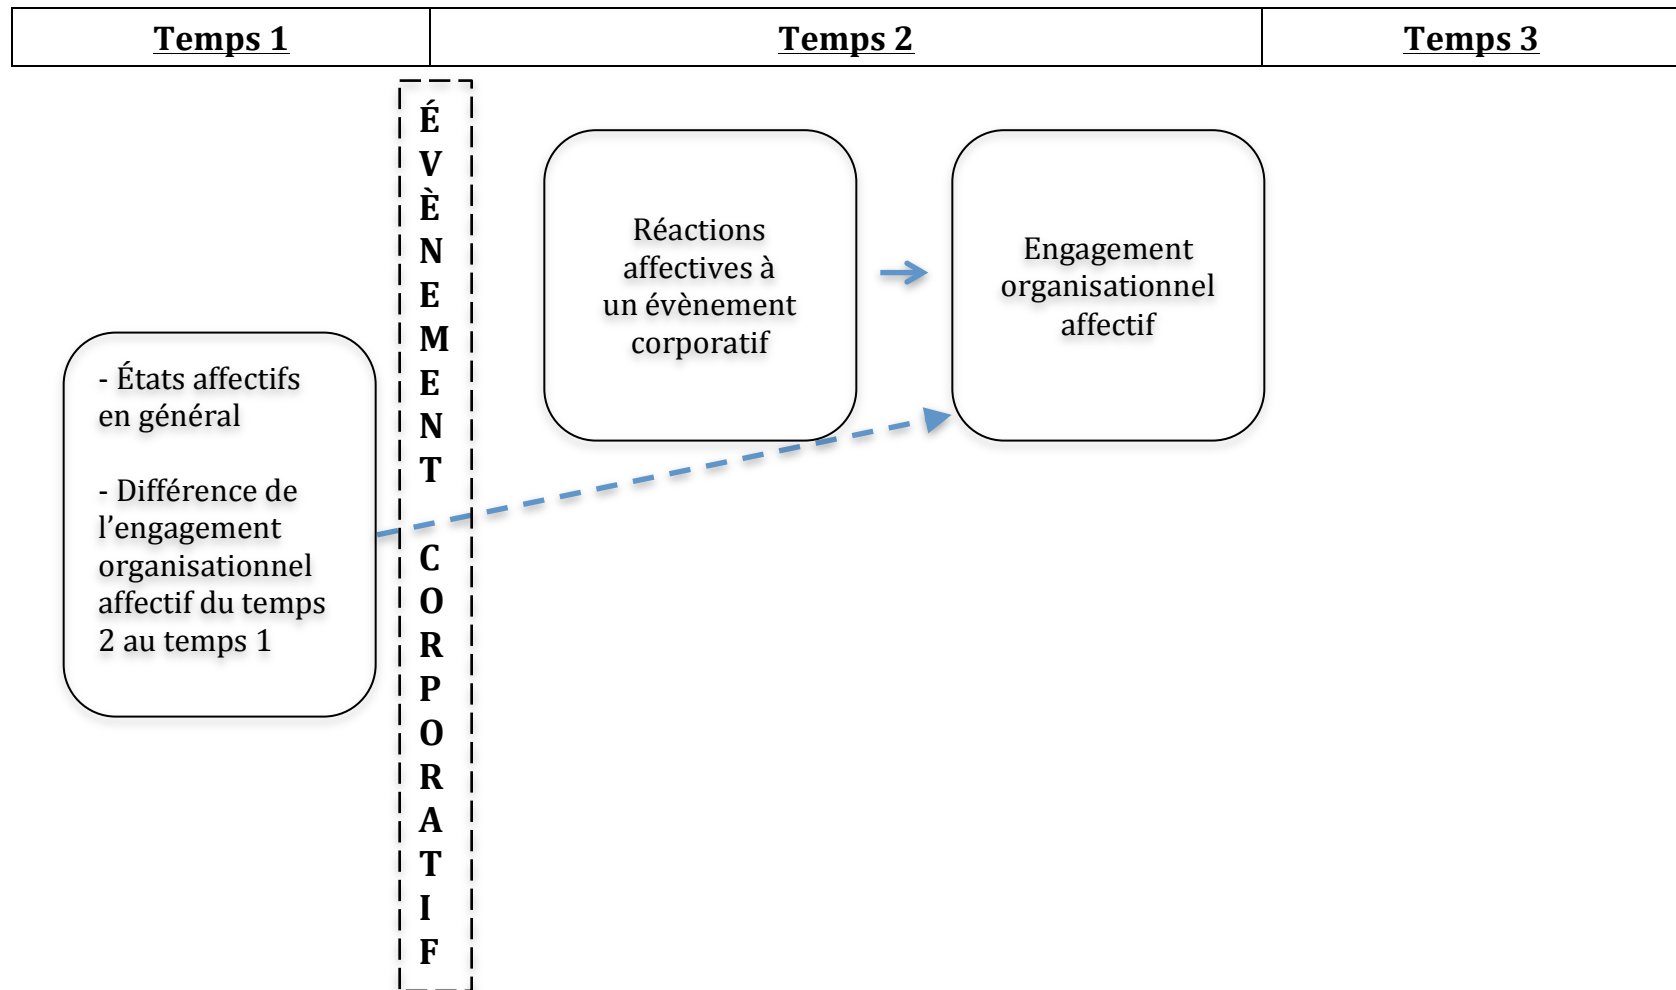 Temps 1
Temps 2
Temps 3
ÉVÈNEMENT CORPORATIF
- États affectifs
en général
- Différence de
l’engagement
organisationnel
affectif du temps
2 au temps 1
Réactions
affectives à
un évènement
corporatif
Engagement
organisationnel
affectif